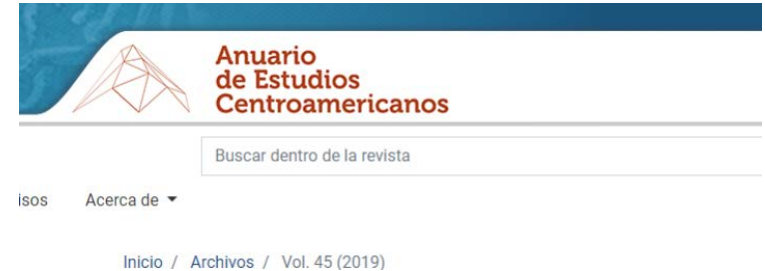 Anuario
de Estudios
Centroamericanos
Buscar dentro de la revista
isos Acerca de
Inicio / Archivos / Vol. 45 (2019)